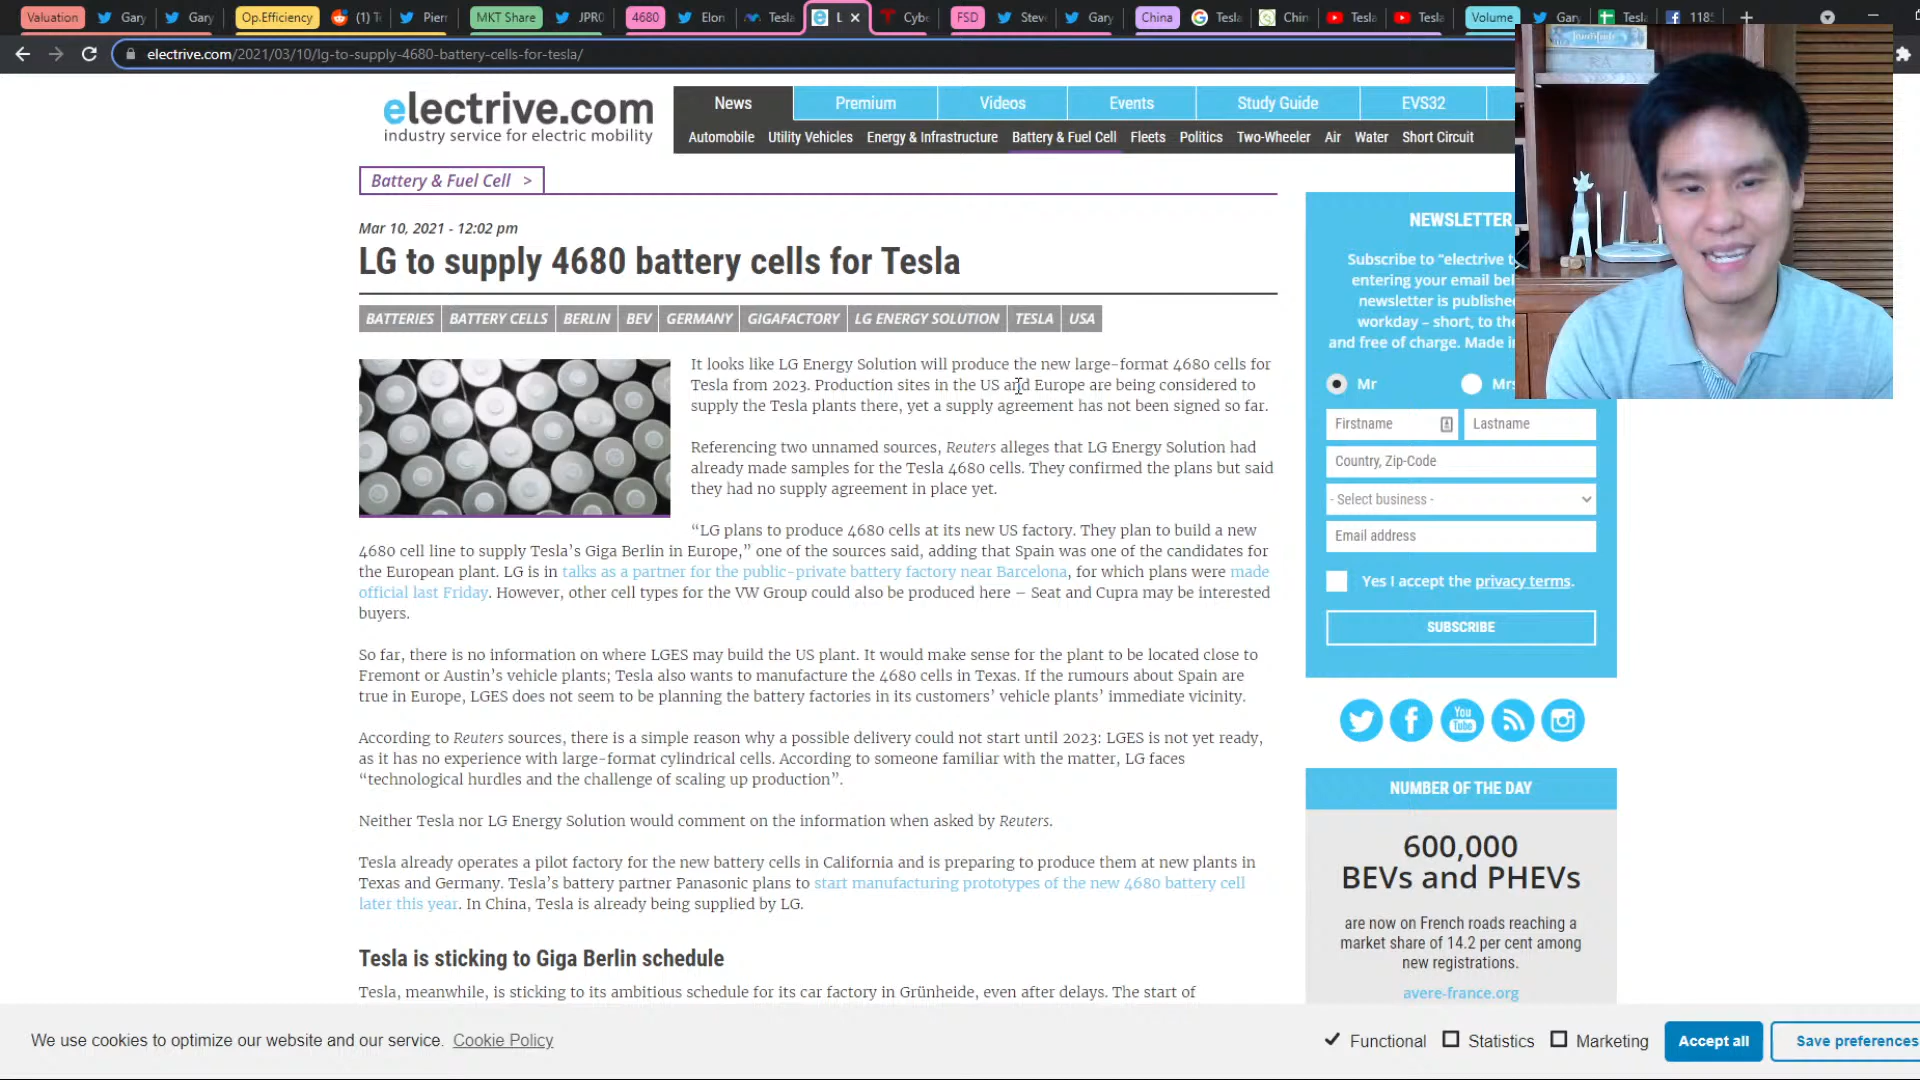 Valuation Gary Gary Op.Efficiency (1) Pier MKT Share JPR 4680 Elon Tesla L Cybe FSD Steve Gary China Tesla Chin Tesla Tesla Volume Gary Tesla 118
electrive.com/2021/03/10/lg-to-supply-4680-battery-cells-for-tesla/
electrive.com
industry service for electric mobility
News Premium Videos Events Study Guide EVS32
Automobile Utility Vehicles Energy & Infrastructure Battery & Fuel Cell Fleets Politics Two-Wheeler Air Water Short Circuit
Battery & Fuel Cell >
Mar 10, 2021 - 12:02 pm
LG to supply 4680 battery cells for Tesla
BATTERIES BATTERY CELLS BERLIN BEV GERMANY GIGAFACTORY LG ENERGY SOLUTION TESLA USA
It looks like LG Energy Solution will produce the new large-format 4680 cells for
Tesla from 2023. Production sites in the US and Europe are being considered to
supply the Tesla plants there, yet a supply agreement has not been signed so far.
Referencing two unnamed sources, Reuters alleges that LG Energy Solution had
already made samples for the Tesla 4680 cells. They confirmed the plans but said
they had no supply agreement in place yet.
“LG plans to produce 4680 cells at its new US factory. They plan to build a new
4680 cell line to supply Tesla’s Giga Berlin in Europe,” one of the sources said, adding that Spain was one of the candidates for
the European plant. LG is in talks as a partner for the public-private battery factory near Barcelona, for which plans were made
official last Friday. However, other cell types for the VW Group could also be produced here – Seat and Cupra may be interested
buyers.
So far, there is no information on where LGES may build the US plant. It would make sense for the plant to be located close to
Fremont or Austin’s vehicle plants; Tesla also wants to manufacture the 4680 cells in Texas. If the rumours about Spain are
true in Europe, LGES does not seem to be planning the battery factories in its customers’ vehicle plants’ immediate vicinity.
According to Reuters sources, there is a simple reason why a possible delivery could not start until 2023: LGES is not yet ready,
as it has no experience with large-format cylindrical cells. According to someone familiar with the matter, LG faces
“technological hurdles and the challenge of scaling up production”.
Neither Tesla nor LG Energy Solution would comment on the information when asked by Reuters.
Tesla already operates a pilot factory for the new battery cells in California and is preparing to produce them at new plants in
Texas and Germany. Tesla’s battery partner Panasonic plans to start manufacturing prototypes of the new 4680 battery cell
later this year. In China, Tesla is already being supplied by LG.
Tesla is sticking to Giga Berlin schedule
Tesla, meanwhile, is sticking to its ambitious schedule for its car factory in Grünheide, even after delays. The start of
NEWSLETTER
Subscribe to “electrive t
entering your email be
newsletter is publishe
workday – short, to the
and free of charge. Made i
Mr Mrs
Firstname Lastname
Country, Zip-Code
- Select business -
Email address
Yes I accept the privacy terms.
SUBSCRIBE
You
Tube
NUMBER OF THE DAY
600,000
BEVs and PHEVs
are now on French roads reaching a
market share of 14.2 per cent among
new registrations.
avere-france.org
We use cookies to optimize our website and our service. Cookie Policy
Functional Statistics Marketing Accept all Save preferences